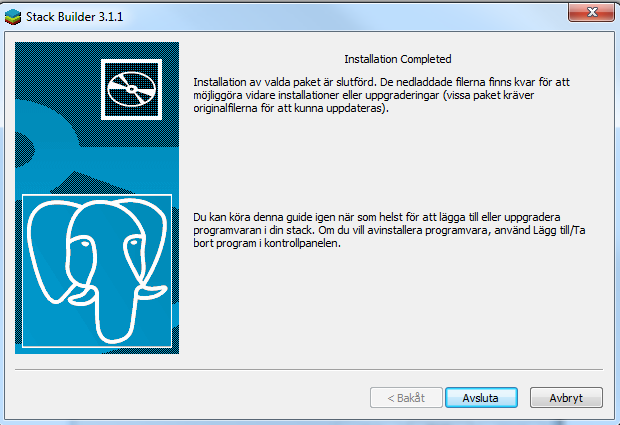 Stack Builder 3.1.1
Installation Completed
Installation av valda paket är slutförd. De nedladdade filerna finns kvar för att
möjliggöra vidare installationer eller uppgraderingar (vissa paket kräver
originalfilerna för att kunna uppdateras).
Du kan köra denna guide igen när som helst för att lägga till eller uppgradera
programvaran i din stack. Om du vill avinstallera programvara, använd Lägg till/Ta
bort program i kontrollpanelen.
< Bakåt
Avsluta
Avbryt